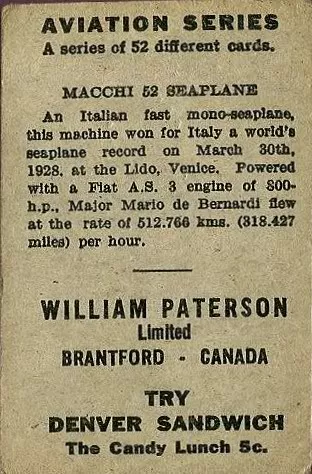 AVIATION SERIES
A series of 52 different cards.
MACCHI 52 SEAPLANE
An Italian fast mono-seaplane,
this machine won for Italy a world's
seaplane record on March 30th,
1928, at the Lido, Venice. Powered
with a Fiat A.S. 3 engine of 800-
h.p., Major Mario de Bernardi flew
at the rate of 512.766 kms. (318.427
miles) per hour.
WILLIAM PATERSON
Limited
BRANTFORD - CANADA
TRY
DENVER SANDWICH
The Candy Lunch 5c.